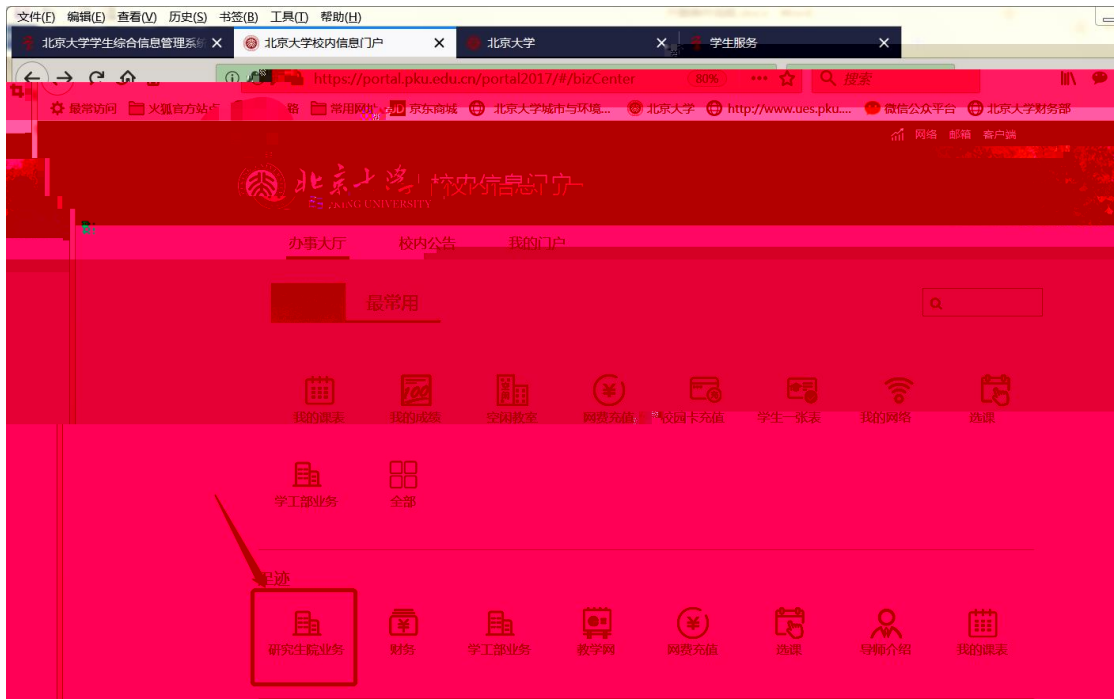 文件(F) 编辑(E) 查看(V) 历史(S) 书签(B) 工具(T) 帮助(H)
北京大学学生综合信息管理系统 北京大学校内信息门户 北京大学 学生服务
https://portal.pku.edu.cn/portal2017/#/bizCenter 80% 搜索
最常访问 火狐官方站点 常用网址 京东商城 北京大学城市与环境... 北京大学 http://www.ues.pku.... 微信公众平台 北京大学财务部
网络 邮箱 客户端
北京大学 校内信息门户
PEKING UNIVERSITY
办事大厅 校内公告 我的门户
最常用
我的课表 我的成绩 空闲教室 网费充值 校园卡充值 学生一张表 我的网络 选课
学工部业务 全部
足迹
研究生院业务 财务 学工部业务 教学网 网费充值 选课 导师介绍 我的课表